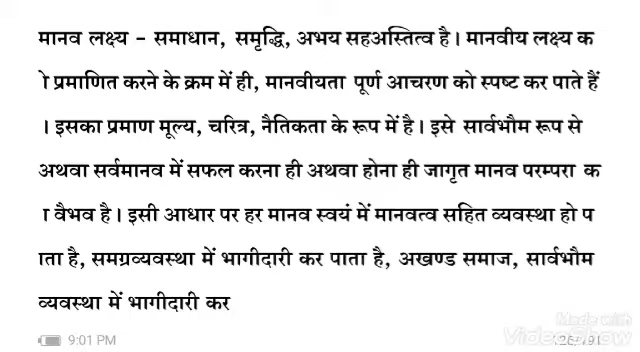 मानव लक्ष्य – समाधान, समृद्धि, अभय सहअस्तित्व है। मानवीय लक्ष्य क
ो प्रमाणित करने के क्रम में ही, मानवीयता पूर्ण आचरण को स्पष्ट कर पाते हैं
। इसका प्रमाण मूल्य, चरित्र, नैतिकता के रूप में है। इसे सार्वभौम रूप से
अथवा सर्वमानव में सफल करना ही अथवा होना ही जागृत मानव परम्परा क
ा वैभव है। इसी आधार पर हर मानव स्वयं में मानवत्व सहित व्यवस्था हो प
ाता है, समग्रव्यवस्था में भागीदारी कर पाता है, अखण्ड समाज, सार्वभौम
व्यवस्था में भागीदारी कर
9:01 PM
Made with
VideoShow